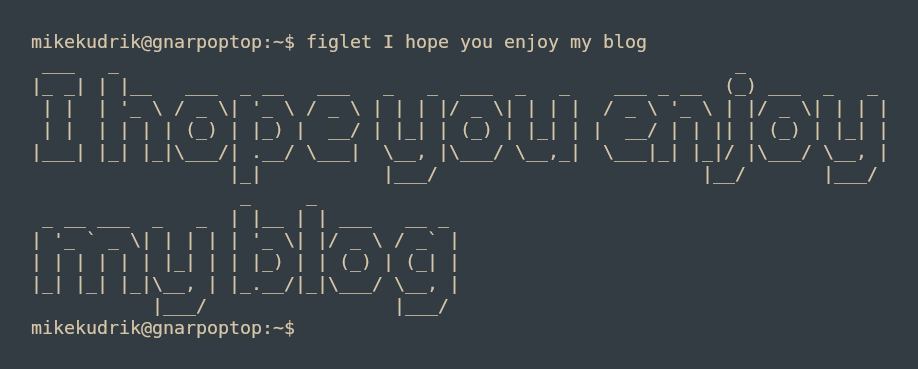 mikekudrik@gnarpoptop:~$ figlet I hope you enjoy my blog
I hope you enjoy
my blog
mikekudrik@gnarpoptop:~$